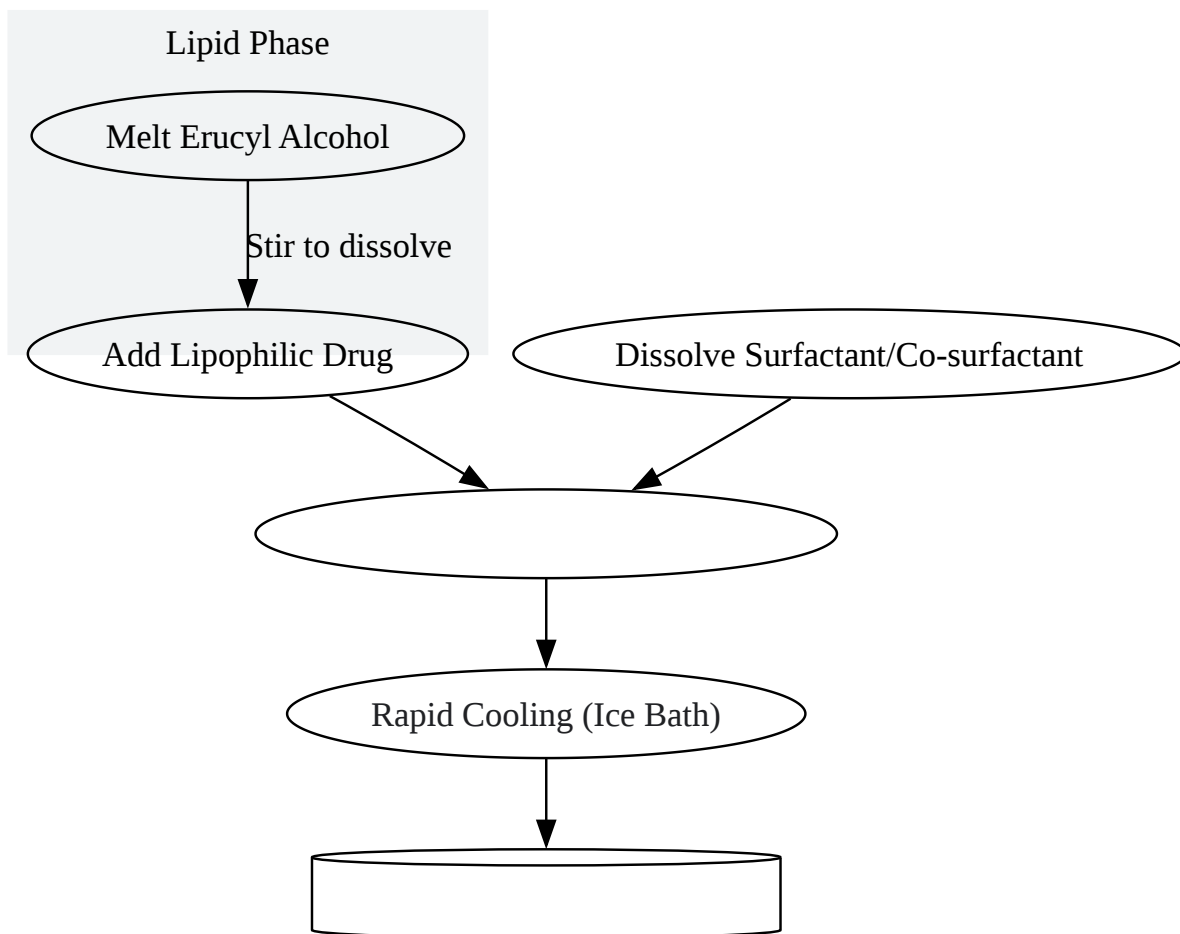 Lipid Phase
Melt Erucyl Alcohol
Stir to dissolve
Add Lipophilic Drug
Dissolve Surfactant/Co-surfactant
Rapid Cooling (Ice Bath)